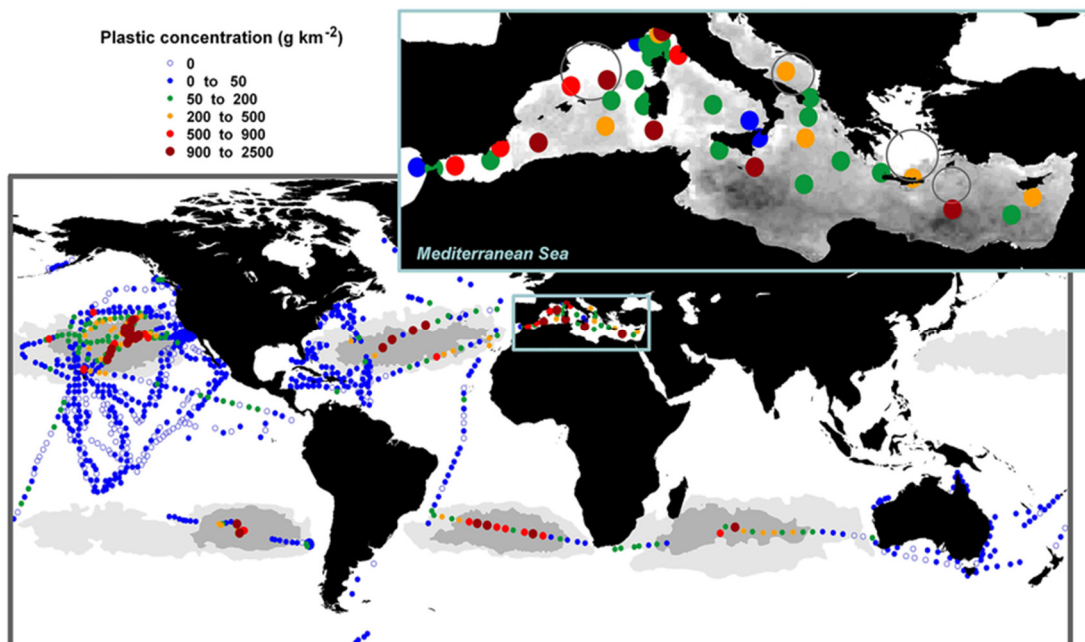 Plastic concentration (g km⁻²)
0
0 to 50
50 to 200
200 to 500
500 to 900
900 to 2500
Mediterranean Sea